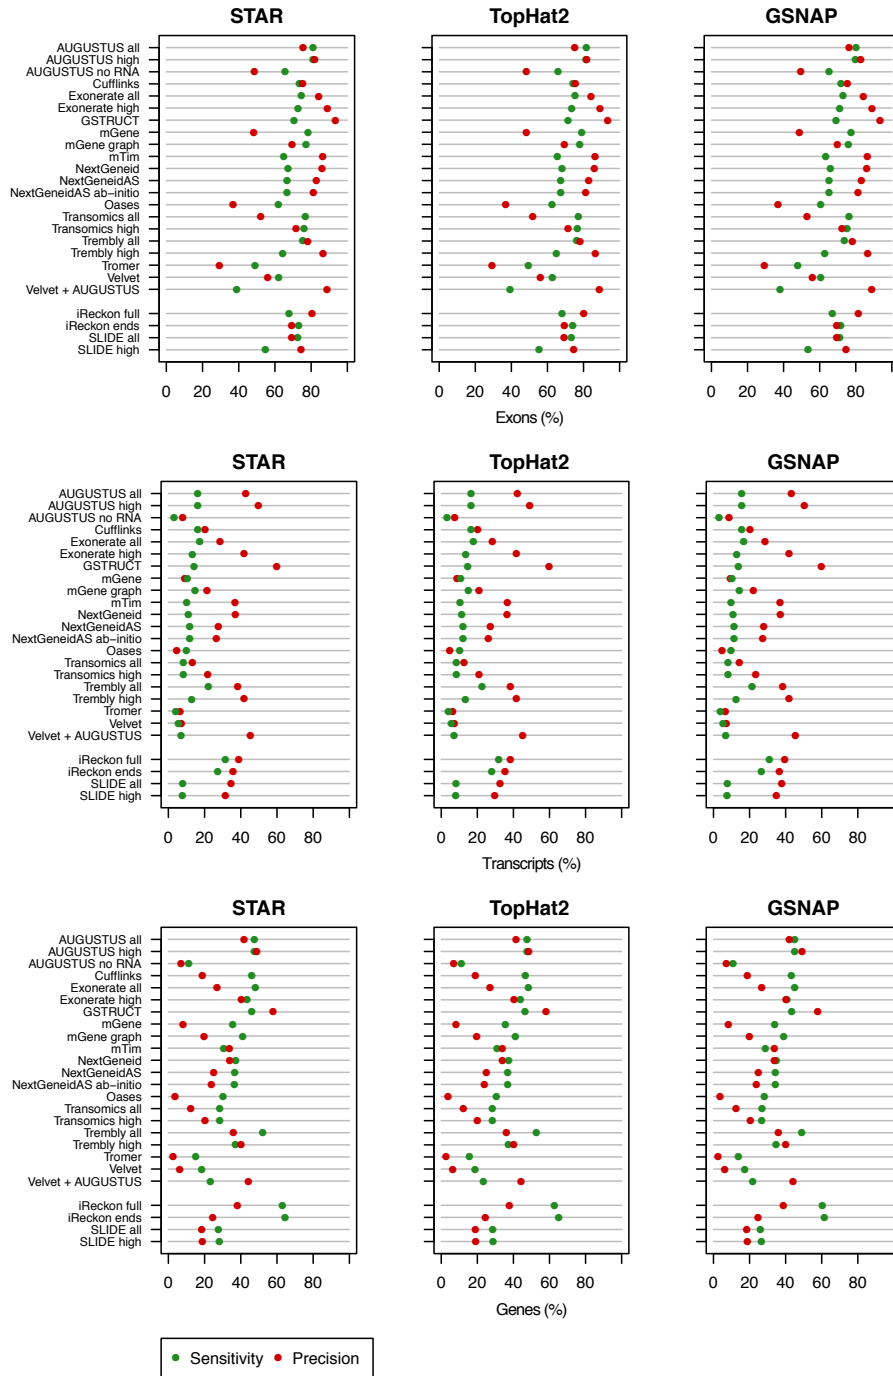 STAR TopHat2 GSNAP
AUGUSTUS all
AUGUSTUS high
AUGUSTUS no RNA
Cufflinks
Exonerate all
Exonerate high
GSTRUCT
mGene
mGene graph
mTim
NextGeneid
NextGeneidAS
NextGeneidAS ab−initio
Oases
Transomics all
Transomics high
Trembly all
Trembly high
Tromer
Velvet
Velvet + AUGUSTUS
iReckon full
iReckon ends
SLIDE all
SLIDE high
0 20 40 60 80 0 20 40 60 80 0 20 40 60 80
Exons (%)
STAR TopHat2 GSNAP
AUGUSTUS all
AUGUSTUS high
AUGUSTUS no RNA
Cufflinks
Exonerate all
Exonerate high
GSTRUCT
mGene
mGene graph
mTim
NextGeneid
NextGeneidAS
NextGeneidAS ab−initio
Oases
Transomics all
Transomics high
Trembly all
Trembly high
Tromer
Velvet
Velvet + AUGUSTUS
iReckon full
iReckon ends
SLIDE all
SLIDE high
0 20 40 60 80 0 20 40 60 80 0 20 40 60 80
Transcripts (%)
STAR TopHat2 GSNAP
AUGUSTUS all
AUGUSTUS high
AUGUSTUS no RNA
Cufflinks
Exonerate all
Exonerate high
GSTRUCT
mGene
mGene graph
mTim
NextGeneid
NextGeneidAS
NextGeneidAS ab−initio
Oases
Transomics all
Transomics high
Trembly all
Trembly high
Tromer
Velvet
Velvet + AUGUSTUS
iReckon full
iReckon ends
SLIDE all
SLIDE high
0 20 40 60 80 0 20 40 60 80 0 20 40 60 80
Genes (%)
Sensitivity Precision